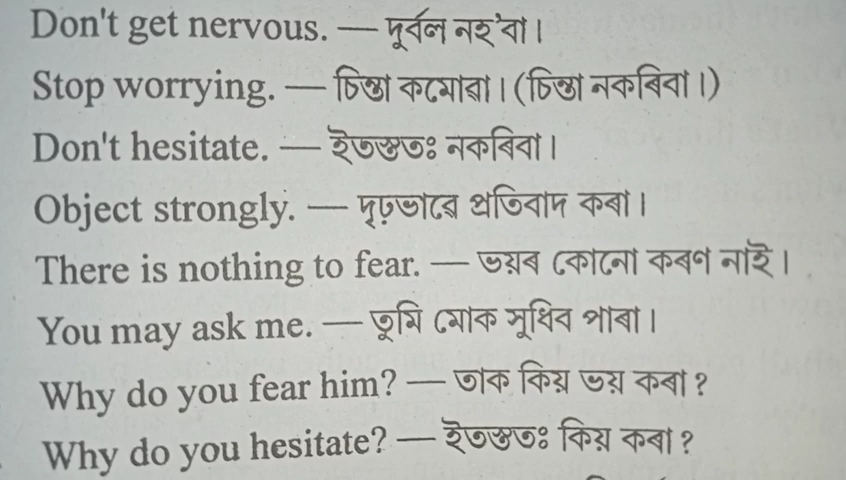 Don't get nervous. — দুৰ্বল নহ’বা।
Stop worrying. — চিন্তা কমোৱা। (চিন্তা নকৰিবা।)
Don't hesitate. — ইতস্ততঃ নকৰিবা।
Object strongly. — দৃঢ়ভাৱে প্ৰতিবাদ কৰা।
There is nothing to fear. — ভয়ৰ কোনো কৰণ নাই।
You may ask me. — তুমি মোক সুধিব পাৰা।
Why do you fear him? — তাক কিয় ভয় কৰা?
Why do you hesitate? — ইতস্ততঃ কিয় কৰা?